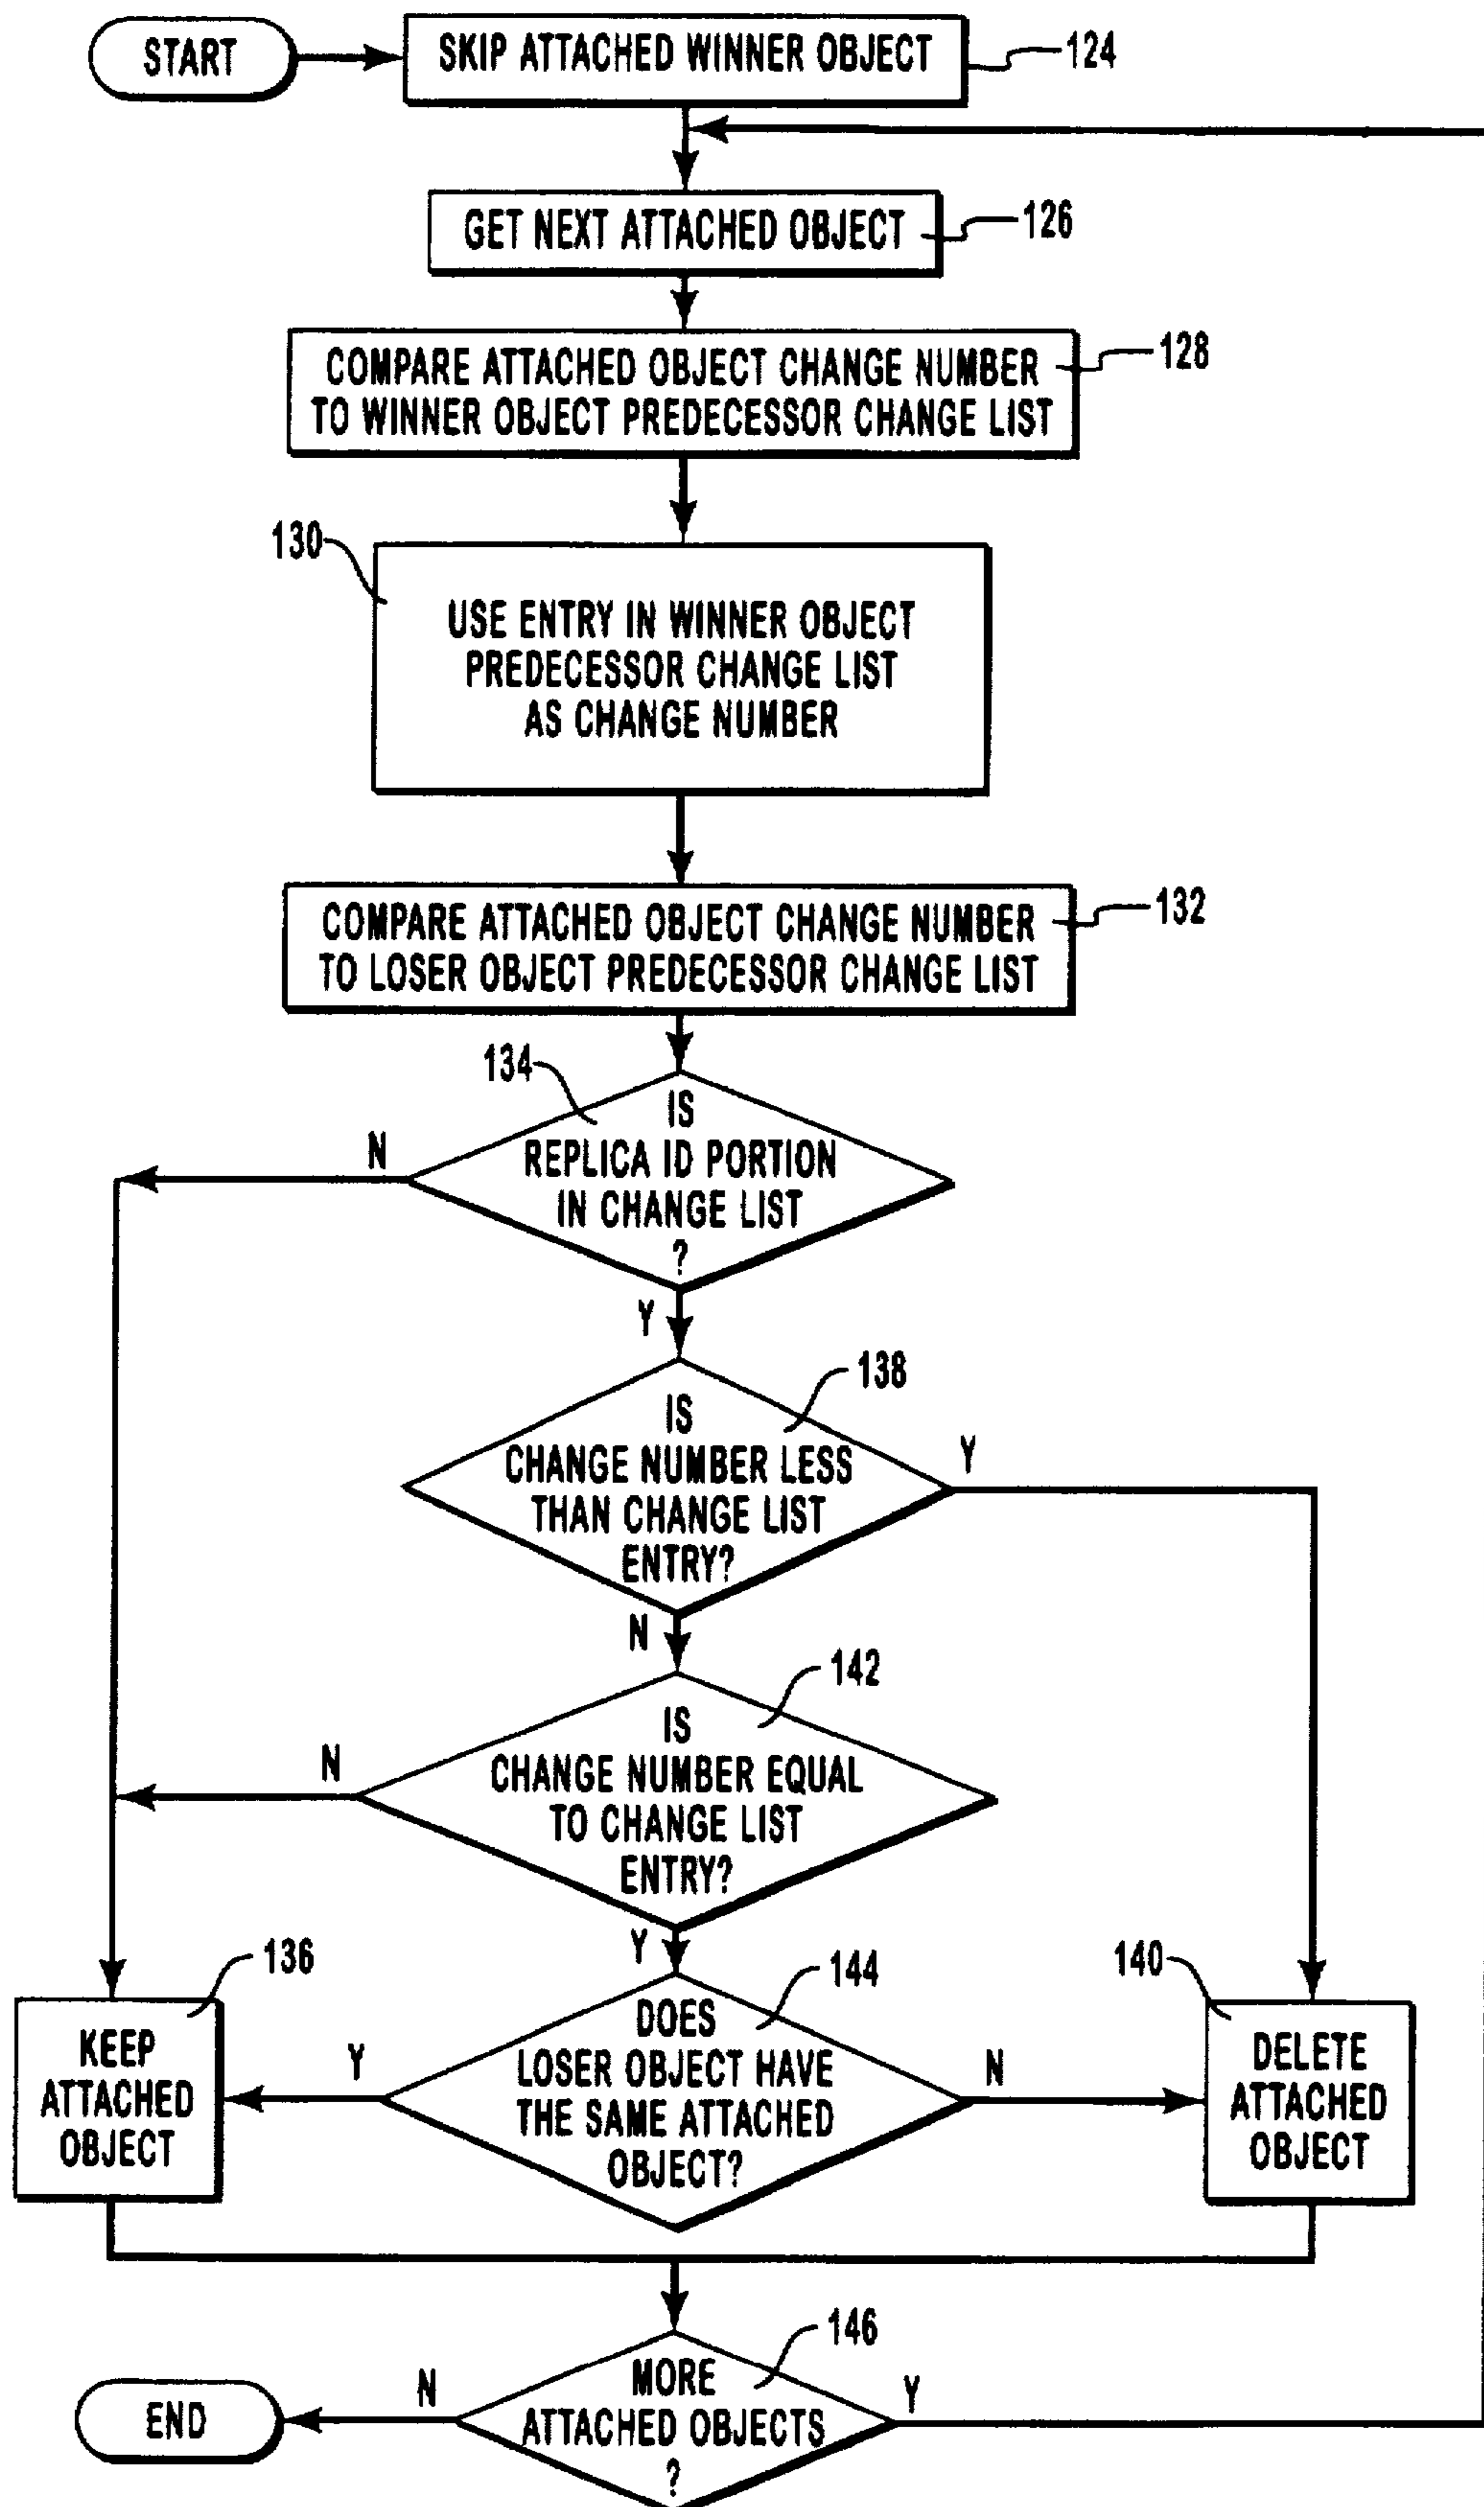 START
SKIP ATTACHED WINNER OBJECT
124
GET NEXT ATTACHED OBJECT
126
COMPARE ATTACHED OBJECT CHANGE NUMBER
TO WINNER OBJECT PREDECESSOR CHANGE LIST
128
130
USE ENTRY IN WINNER OBJECT
PREDECESSOR CHANGE LIST
AS CHANGE NUMBER
COMPARE ATTACHED OBJECT CHANGE NUMBER
TO LOSER OBJECT PREDECESSOR CHANGE LIST
132
134
IS
REPLICA ID PORTION
IN CHANGE LIST
?
N
Y
138
IS
CHANGE NUMBER LESS
THAN CHANGE LIST
ENTRY?
Y
N
142
IS
CHANGE NUMBER EQUAL
TO CHANGE LIST
ENTRY?
N
Y
136
KEEP
ATTACHED
OBJECT
144
DOES
LOSER OBJECT HAVE
THE SAME ATTACHED
OBJECT?
Y
N
140
DELETE
ATTACHED
OBJECT
146
MORE
ATTACHED OBJECTS
?
N
Y
END